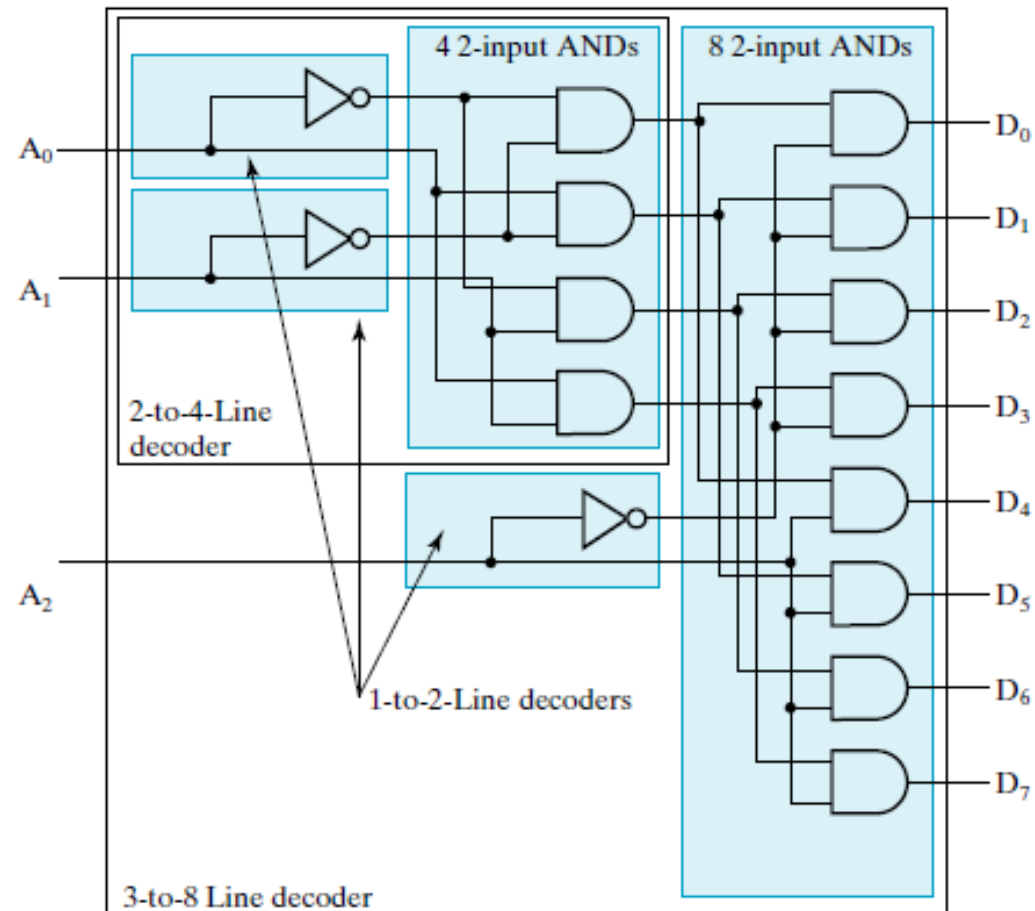 4 2-input ANDs
8 2-input ANDs
A₀
D₀
D₁
A₁
D₂
2-to-4-Line
decoder
D₃
D₄
A₂
D₅
1-to-2-Line decoders
D₆
D₇
3-to-8 Line decoder